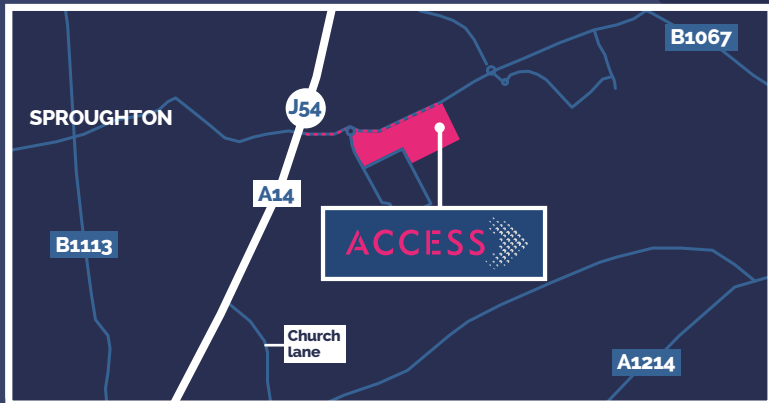 B1067
J54
SPROUGHTON
A14
ACCESS
B1113
Church
lane
A1214